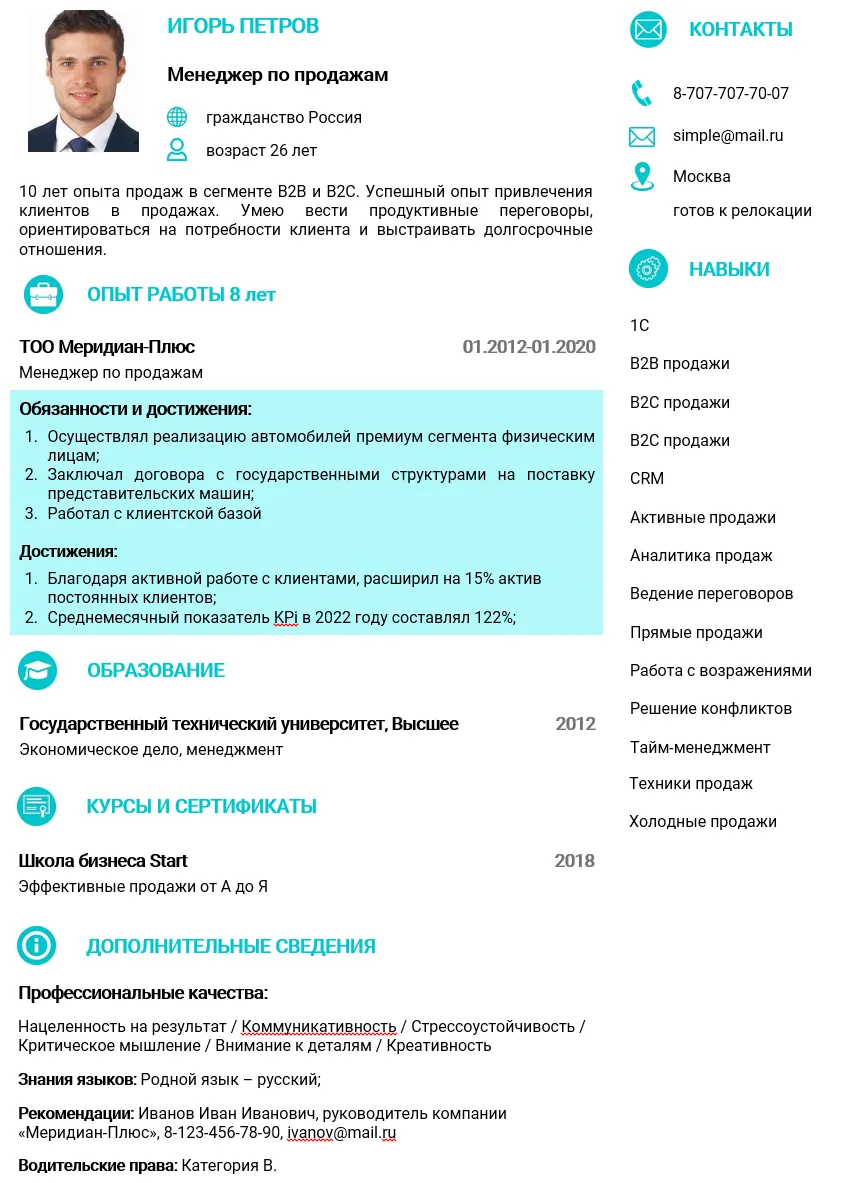 ИГОРЬ ПЕТРОВ
Менеджер по продажам
гражданство Россия
возраст 26 лет
10 лет опыта продаж в сегменте B2B и B2C. Успешный опыт привлечения
клиентов в продажах. Умею вести продуктивные переговоры,
ориентироваться на потребности клиента и выстраивать долгосрочные
отношения.
ОПЫТ РАБОТЫ 8 лет
ТОО Меридиан-Плюс 01.2012-01.2020
Менеджер по продажам
Обязанности и достижения:
1. Осуществлял реализацию автомобилей премиум сегмента физическим
лицам;
2. Заключал договора с государственными структурами на поставку
представительских машин;
3. Работал с клиентской базой
Достижения:
1. Благодаря активной работе с клиентами, расширил на 15% актив
постоянных клиентов;
2. Среднемесячный показатель KPi в 2022 году составлял 122%;
ОБРАЗОВАНИЕ
Государственный технический университет, Высшее 2012
Экономическое дело, менеджмент
КУРСЫ И СЕРТИФИКАТЫ
Школа бизнеса Start 2018
Эффективные продажи от А до Я
ДОПОЛНИТЕЛЬНЫЕ СВЕДЕНИЯ
Профессиональные качества:
Нацеленность на результат / Коммуникативность / Стрессоустойчивость /
Критическое мышление / Внимание к деталям / Креативность
Знания языков: Родной язык – русский;
Рекомендации: Иванов Иван Иванович, руководитель компании
«Меридиан-Плюс», 8-123-456-78-90, ivanov@mail.ru
Водительские права: Категория В.
КОНТАКТЫ
8-707-707-70-07
simple@mail.ru
Москва
готов к релокации
НАВЫКИ
1С
B2B продажи
B2C продажи
B2C продажи
CRM
Активные продажи
Аналитика продаж
Ведение переговоров
Прямые продажи
Работа с возражениями
Решение конфликтов
Тайм-менеджмент
Техники продаж
Холодные продажи